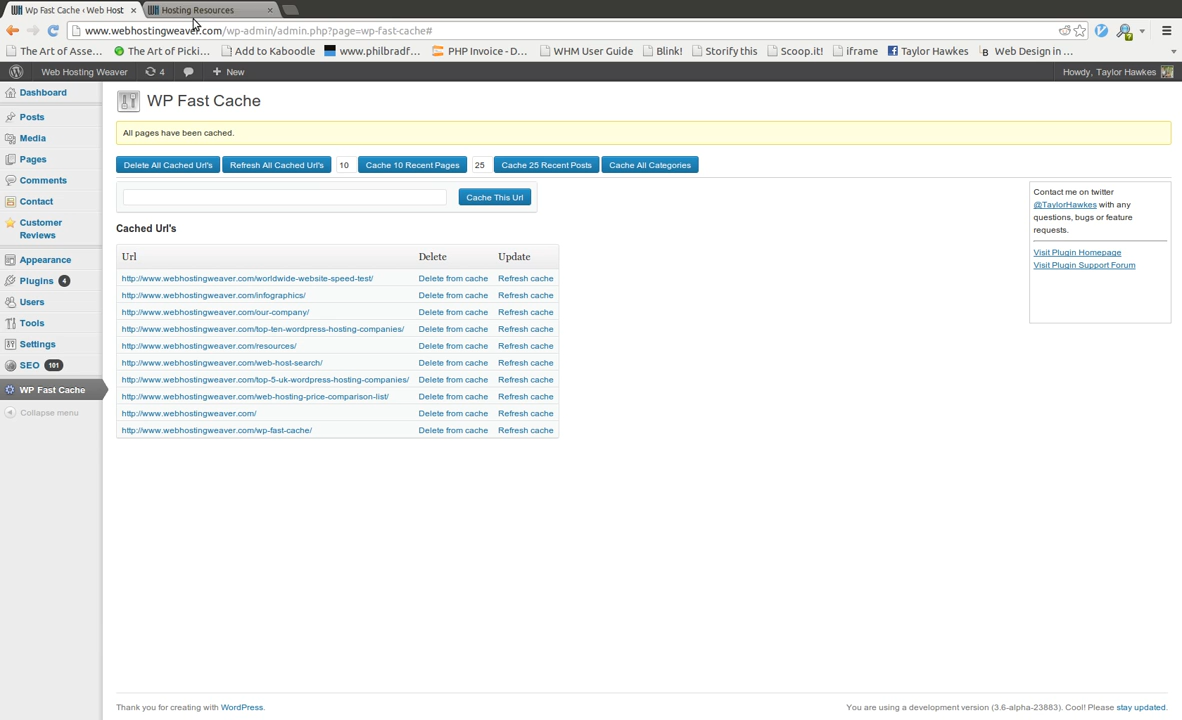 Wp Fast Cache ‹ Web Host × Hosting Resources ×
www.webhostingweaver.com/wp-admin/admin.php?page=wp-fast-cache#
The Art of Asse... The Art of Picki... Add to Kaboodle www.philbradf... PHP Invoice - D... WHM User Guide Blink! Storify this Scoop.it! iframe Taylor Hawkes Web Design in ...
Web Hosting Weaver 4 + New Howdy, Taylor Hawkes
Dashboard
Posts
Media
Pages
Comments
Contact
Customer
Reviews
Appearance
Plugins 4
Users
Tools
Settings
SEO 101
WP Fast Cache
Collapse menu
WP Fast Cache
All pages have been cached.
Delete All Cached Url's Refresh All Cached Url's 10 Cache 10 Recent Pages 25 Cache 25 Recent Posts Cache All Categories
Cache This Url
Cached Url's
Url Delete Update
http://www.webhostingweaver.com/worldwide-website-speed-test/ Delete from cache Refresh cache
http://www.webhostingweaver.com/infographics/ Delete from cache Refresh cache
http://www.webhostingweaver.com/our-company/ Delete from cache Refresh cache
http://www.webhostingweaver.com/top-ten-wordpress-hosting-companies/ Delete from cache Refresh cache
http://www.webhostingweaver.com/resources/ Delete from cache Refresh cache
http://www.webhostingweaver.com/web-host-search/ Delete from cache Refresh cache
http://www.webhostingweaver.com/top-5-uk-wordpress-hosting-companies/ Delete from cache Refresh cache
http://www.webhostingweaver.com/web-hosting-price-comparison-list/ Delete from cache Refresh cache
http://www.webhostingweaver.com/ Delete from cache Refresh cache
http://www.webhostingweaver.com/wp-fast-cache/ Delete from cache Refresh cache
Contact me on twitter
@TaylorHawkes with any
questions, bugs or feature
requests.
Visit Plugin Homepage
Visit Plugin Support Forum
Thank you for creating with WordPress.
You are using a development version (3.6-alpha-23883). Cool! Please stay updated.